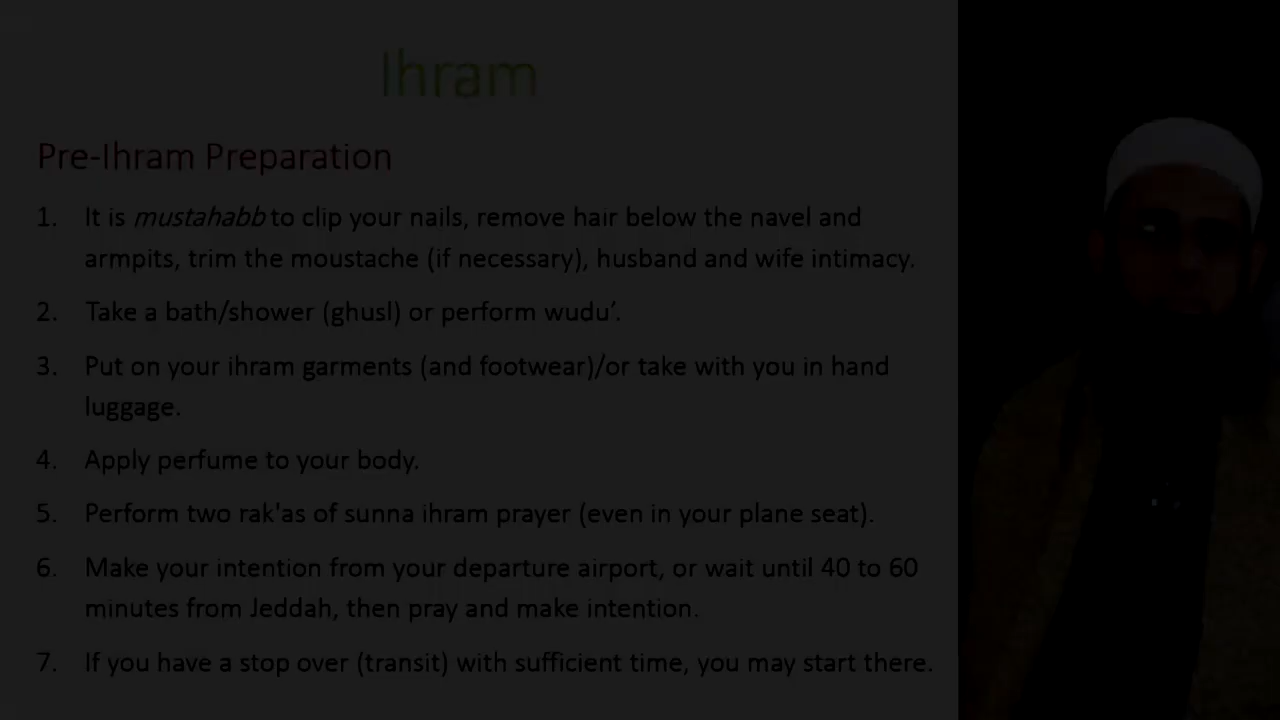 Ihram
Pre-Ihram Preparation
1. It is mustahabb to clip your nails, remove hair below the navel and
armpits, trim the moustache (if necessary), husband and wife intimacy.
2. Take a bath/shower (ghusl) or perform wudu’.
3. Put on your ihram garments (and footwear)/or take with you in hand
luggage.
4. Apply perfume to your body.
5. Perform two rak'as of sunna ihram prayer (even in your plane seat).
6. Make your intention from your departure airport, or wait until 40 to 60
minutes from Jeddah, then pray and make intention.
7. If you have a stop over (transit) with sufficient time, you may start there.